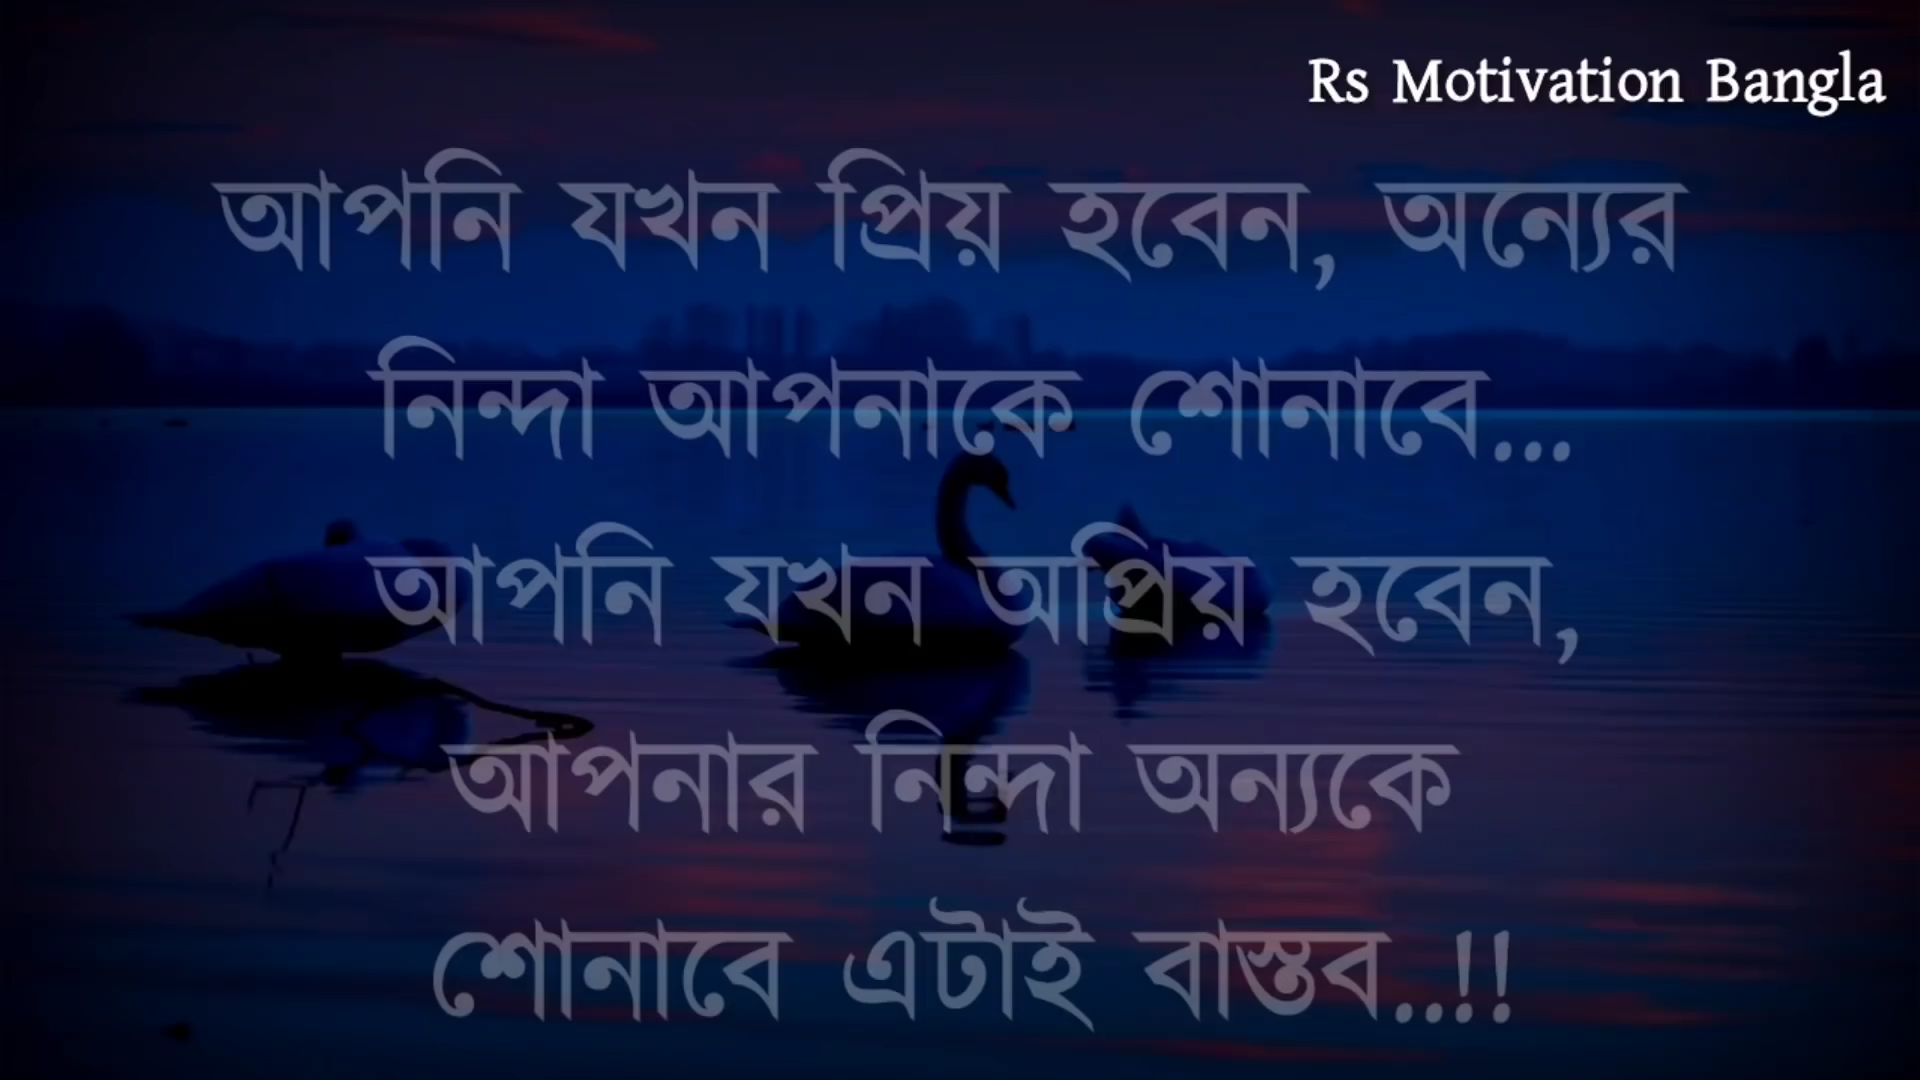 Rs Motivation Bangla
আপনি যখন প্রিয় হবেন, অন্যের
নিন্দা আপনাকে শোনাবে...
আপনি যখন অপ্রিয় হবেন,
আপনার নিন্দা অন্যকে
শোনাবে এটাই বাস্তব..!!